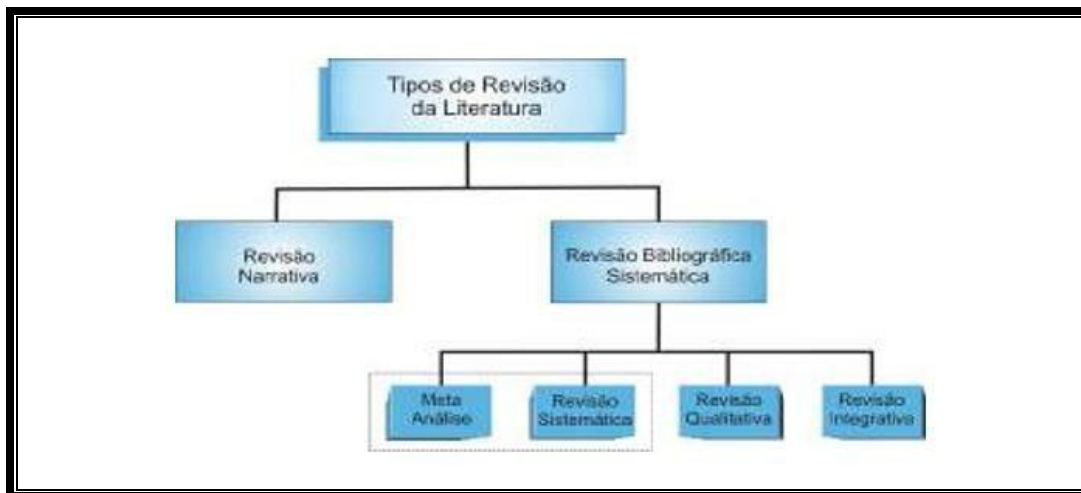 Tipos de Revisão
da Literatura
Revisão
Narrativa
Revisão Bibliográfica
Sistemática
Meta
Análise
Revisão
Sistemática
Revisão
Qualitativa
Revisão
Integrativa